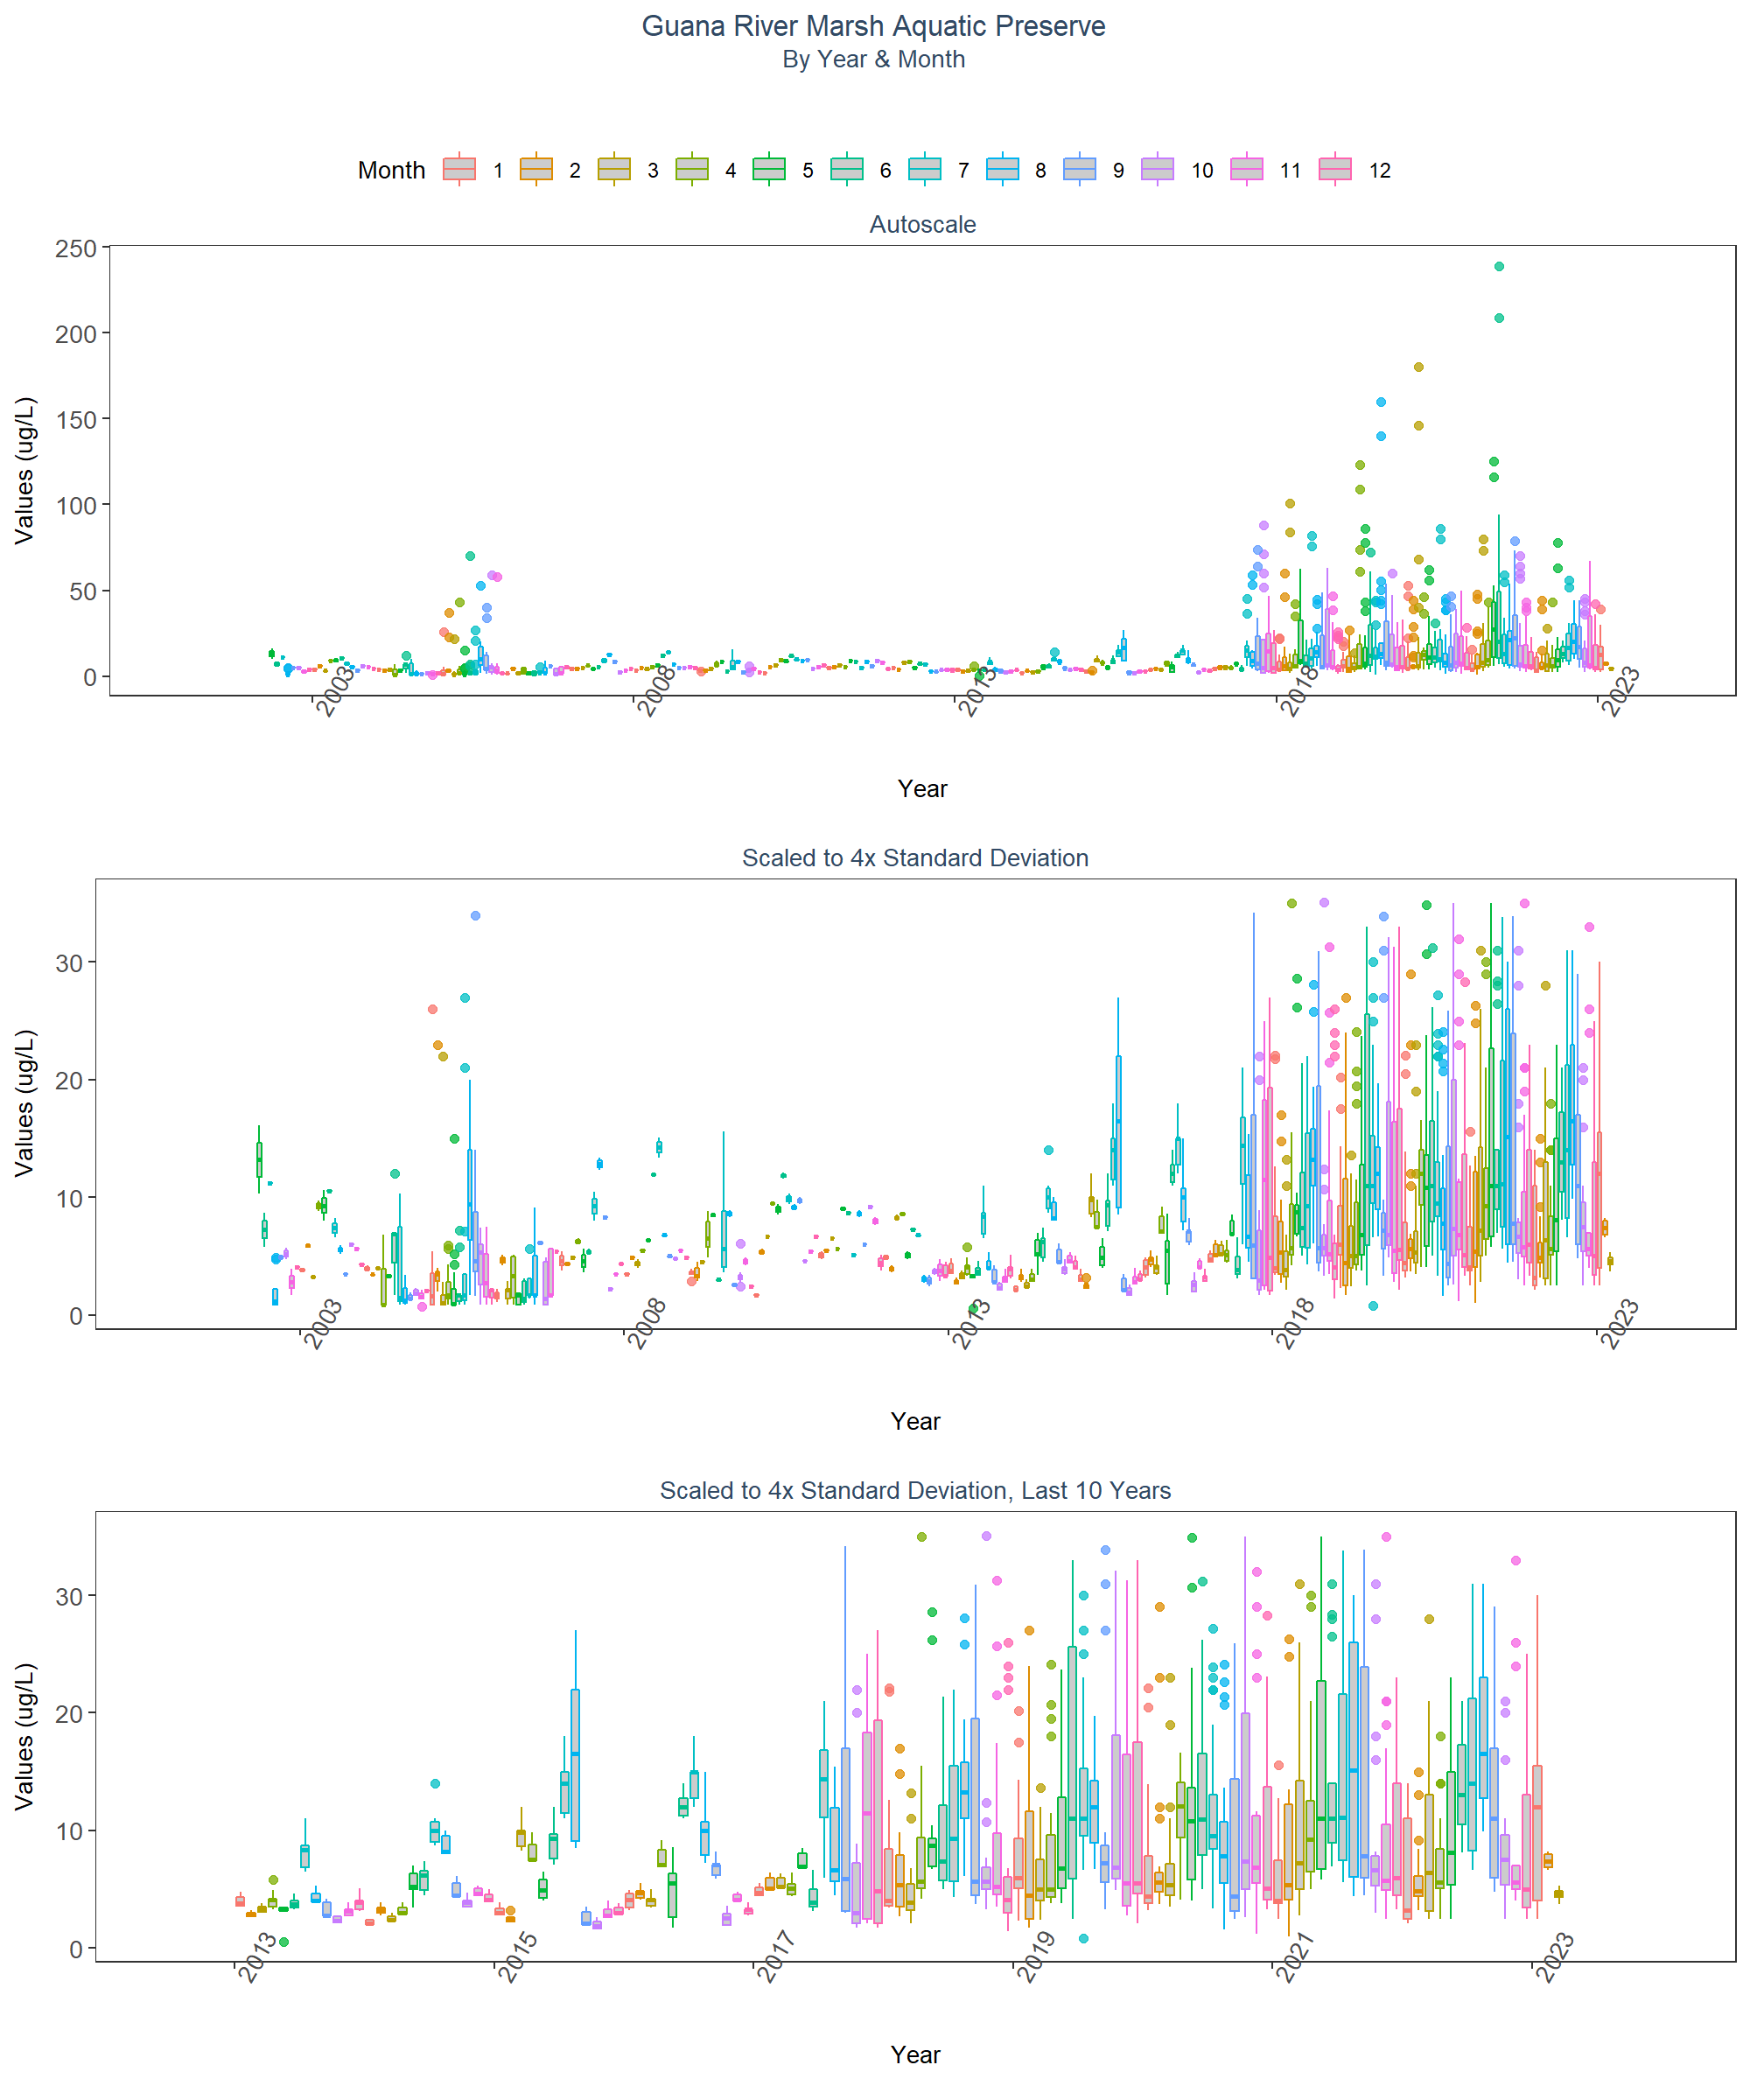 Guana River Marsh Aquatic Preserve
By Year & Month
Month 1 2 3 4 5 6 7 8 9 10 11 12
Autoscale
Values (ug/L)
250
200
150
100
50
0
2003 2008 2013 2018 2023
Year
Scaled to 4x Standard Deviation
Values (ug/L)
30
20
10
0
2003 2008 2013 2018 2023
Year
Scaled to 4x Standard Deviation, Last 10 Years
Values (ug/L)
30
20
10
0
2013 2015 2017 2019 2021 2023
Year